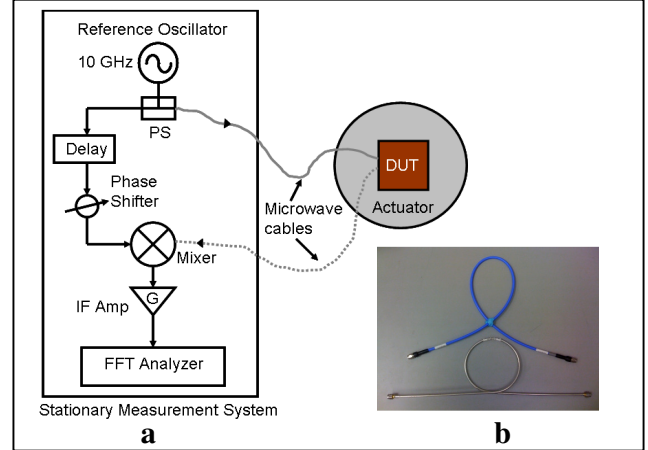 Reference Oscillator
10 GHz
PS
Delay
Phase
Shifter
Mixer
IF Amp
G
FFT Analyzer
Stationary Measurement System
Microwave
cables
DUT
Actuator
a
b